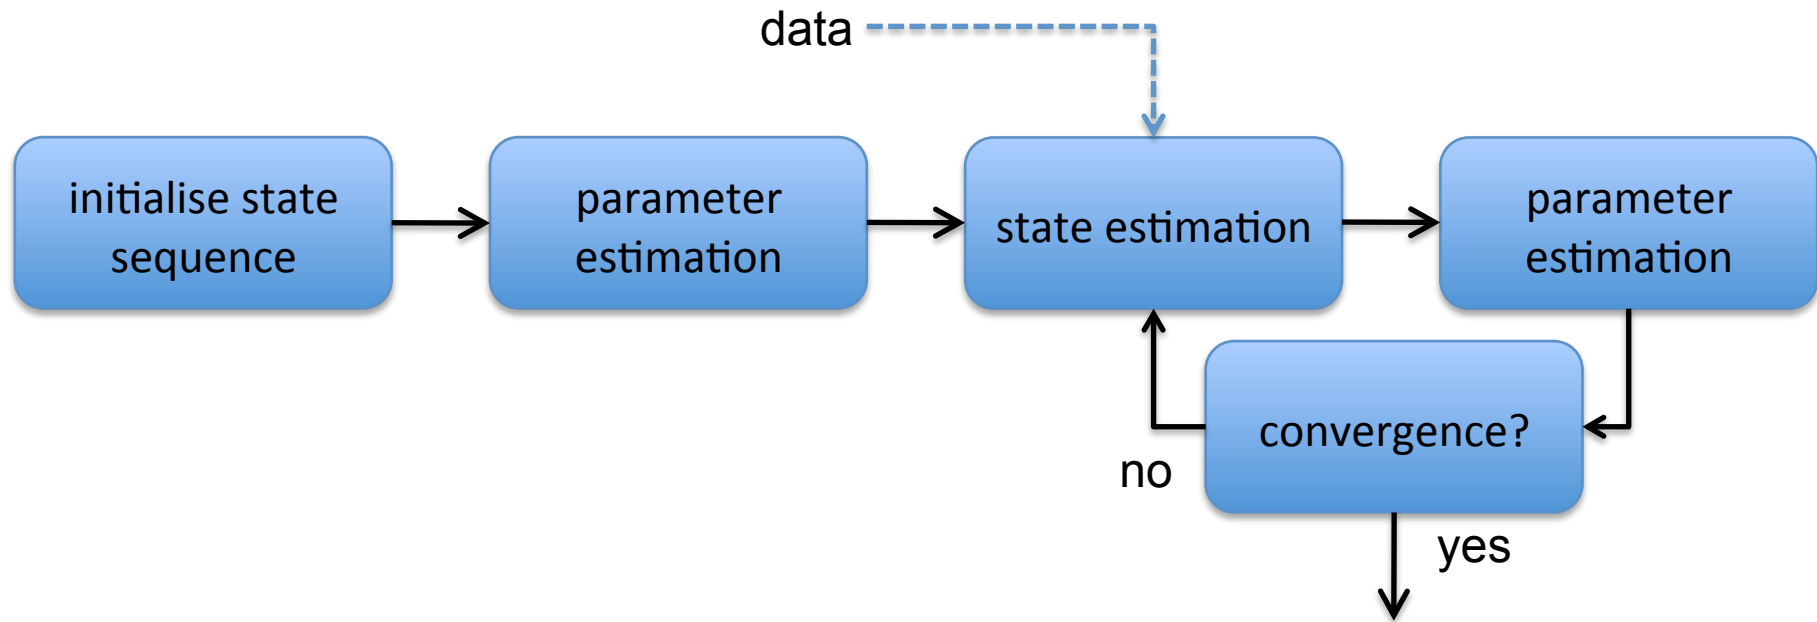 data
initialise state
sequence
parameter
estimation
state estimation
parameter
estimation
convergence?
no
yes